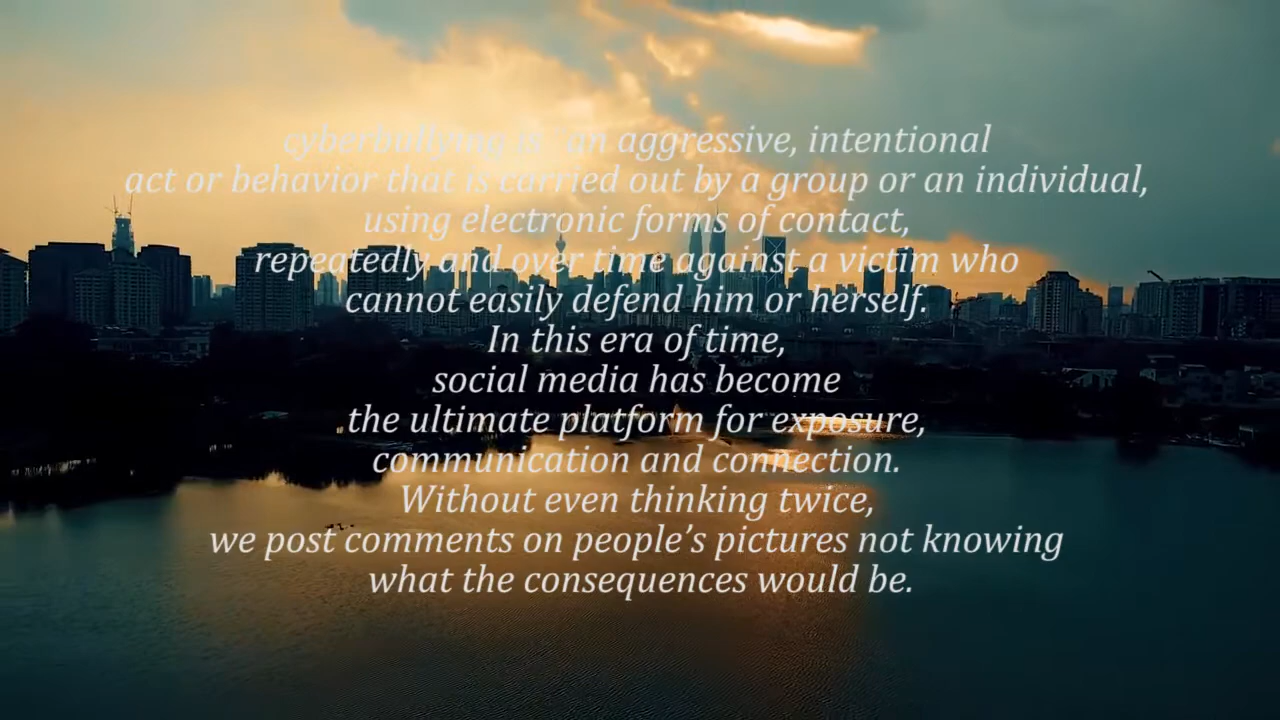 cyberbullying is "an aggressive, intentional
act or behavior that is carried out by a group or an individual,
using electronic forms of contact,
repeatedly and over time against a victim who
cannot easily defend him or herself.
In this era of time,
social media has become
the ultimate platform for exposure,
communication and connection.
Without even thinking twice,
we post comments on people’s pictures not knowing
what the consequences would be.